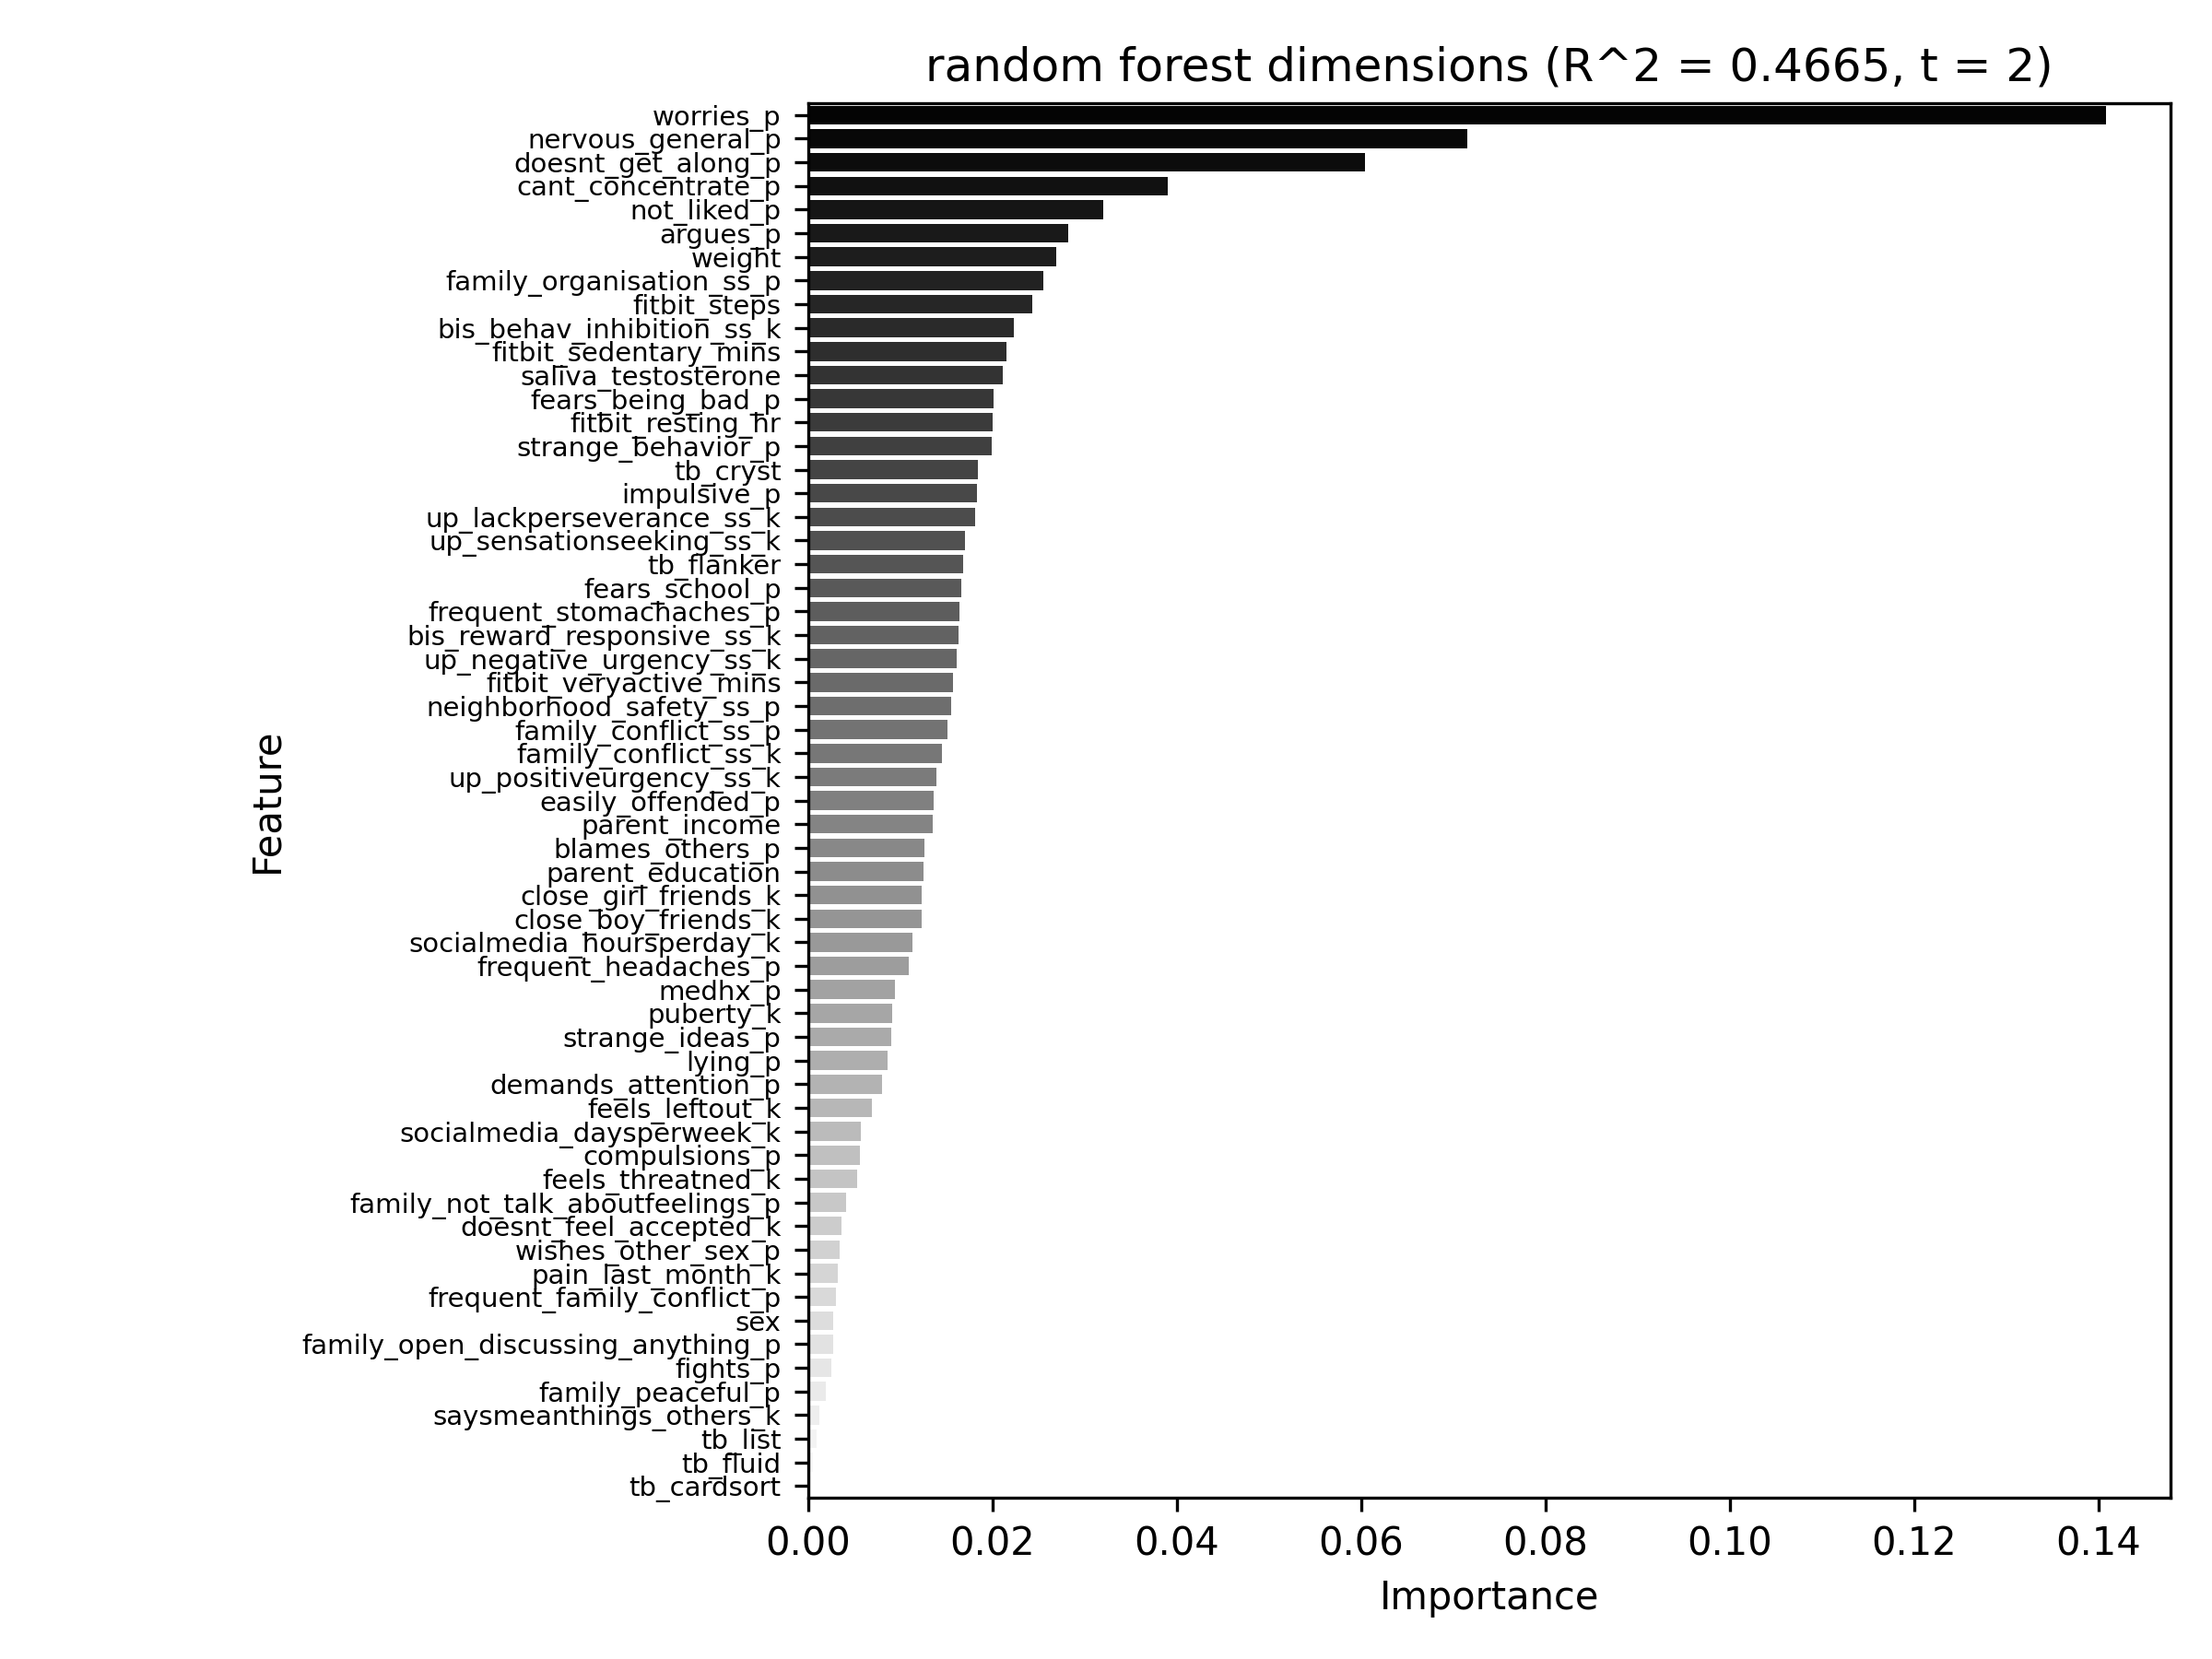 random forest dimensions (R^2 = 0.4665, t = 2)
worries_p
nervous_general_p
doesnt_get_along_p
cant_concentrate_p
not_liked_p
argues_p
weight
family_organisation_ss_p
fitbit_steps
bis_behav_inhibition_ss_k
fitbit_sedentary_mins
saliva_testosterone
fears_being_bad_p
fitbit_resting_hr
strange_behavior_p
tb_cryst
impulsive_p
up_lackperseverance_ss_k
up_sensationseeking_ss_k
tb_flanker
fears_school_p
frequent_stomachaches_p
bis_reward_responsive_ss_k
up_negative_urgency_ss_k
fitbit_veryactive_mins
neighborhood_safety_ss_p
family_conflict_ss_p
family_conflict_ss_k
up_positiveurgency_ss_k
easily_offended_p
parent_income
blames_others_p
parent_education
close_girl_friends_k
close_boy_friends_k
socialmedia_hoursperday_k
frequent_headaches_p
medhx_p
puberty_k
strange_ideas_p
lying_p
demands_attention_p
feels_leftout_k
socialmedia_daysperweek_k
compulsions_p
feels_threatned_k
family_not_talk_aboutfeelings_p
doesnt_feel_accepted_k
wishes_other_sex_p
pain_last_month_k
frequent_family_conflict_p
sex
family_open_discussing_anything_p
fights_p
family_peaceful_p
saysmeanthings_others_k
tb_list
tb_fluid
tb_cardsort
Feature
0.00 0.02 0.04 0.06 0.08 0.10 0.12 0.14
Importance